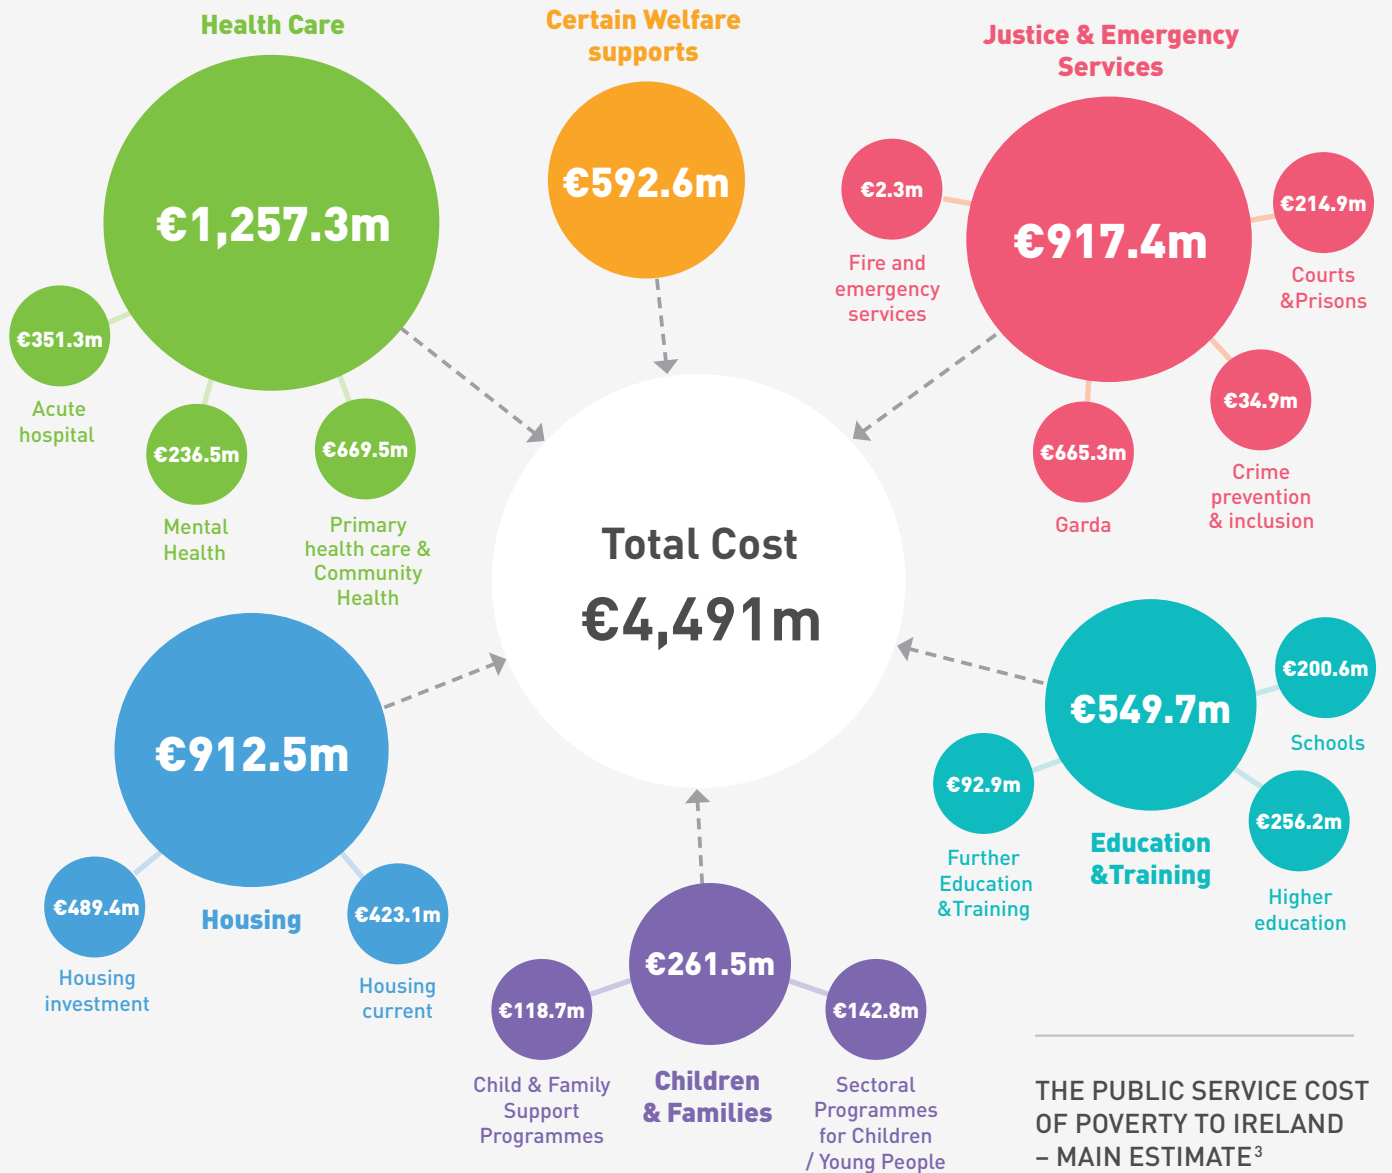 Health Care
€1,257.3m
€351.3m
Acute
hospital
€236.5m
Mental
Health
€669.5m
Primary
health care &
Community
Health
Certain Welfare
supports
€592.6m
Justice & Emergency
Services
€917.4m
€2.3m
Fire and
emergency
services
€214.9m
Courts
&Prisons
€34.9m
Crime
prevention
& inclusion
€665.3m
Garda
Total Cost
€4,491m
€912.5m
Housing
€489.4m
Housing
investment
€423.1m
Housing
current
€261.5m
Children
& Families
€118.7m
Child & Family
Support
Programmes
€142.8m
Sectoral
Programmes
for Children
/ Young People
€549.7m
Education
&Training
€200.6m
Schools
€92.9m
Further
Education
&Training
€256.2m
Higher
education
THE PUBLIC SERVICE COST
OF POVERTY TO IRELAND
– MAIN ESTIMATE³